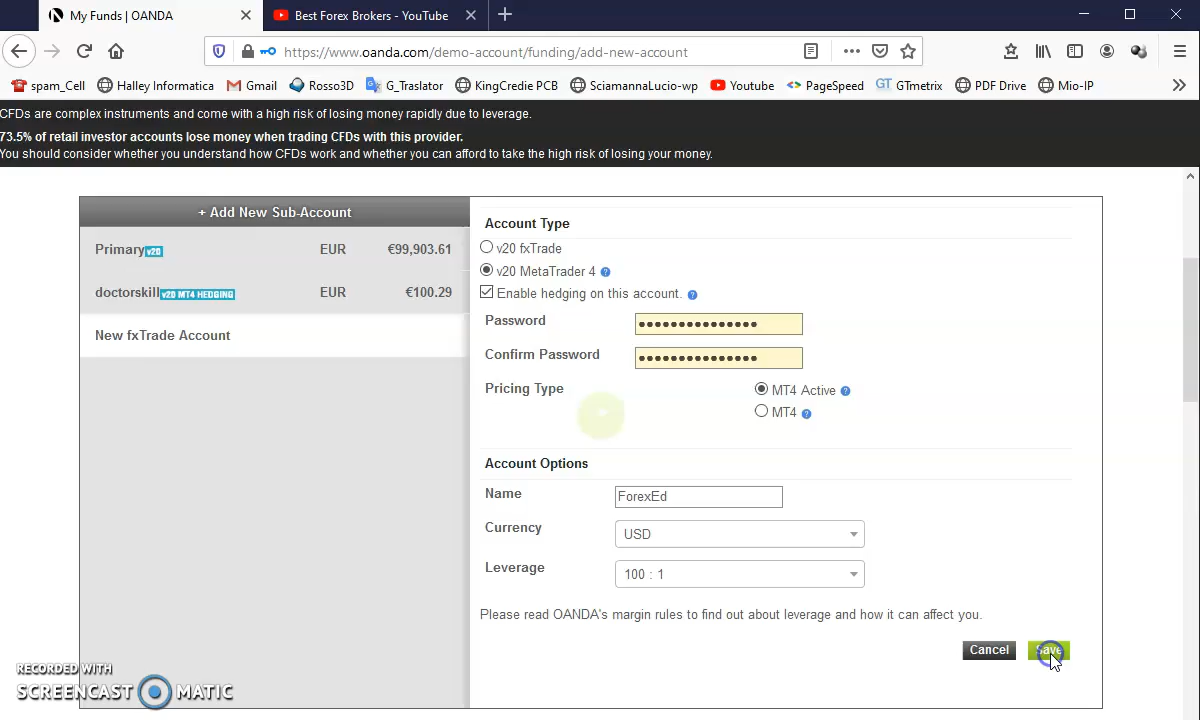 My Funds | OANDA
Best Forex Brokers - YouTube
https://www.oanda.com/demo-account/funding/add-new-account
spam_Cell Halley Informatica Gmail Rosso3D G_Traslator KingCredie PCB SciamannaLucio-wp Youtube PageSpeed GT GTmetrix PDF Drive Mio-IP
CFDs are complex instruments and come with a high risk of losing money rapidly due to leverage.
73.5% of retail investor accounts lose money when trading CFDs with this provider.
You should consider whether you understand how CFDs work and whether you can afford to take the high risk of losing your money.
+ Add New Sub-Account
Primary v20 EUR €99,903.61
doctorskill v20 MT4 HEDGING EUR €100.29
New fxTrade Account
Account Type
v20 fxTrade
v20 MetaTrader 4 ?
Enable hedging on this account. ?
Password
Confirm Password
Pricing Type
MT4 Active ?
MT4 ?
Account Options
Name ForexEd
Currency USD
Leverage 100 : 1
Please read OANDA's margin rules to find out about leverage and how it can affect you.
Cancel Save
RECORDED WITH
SCREENCAST MATIC